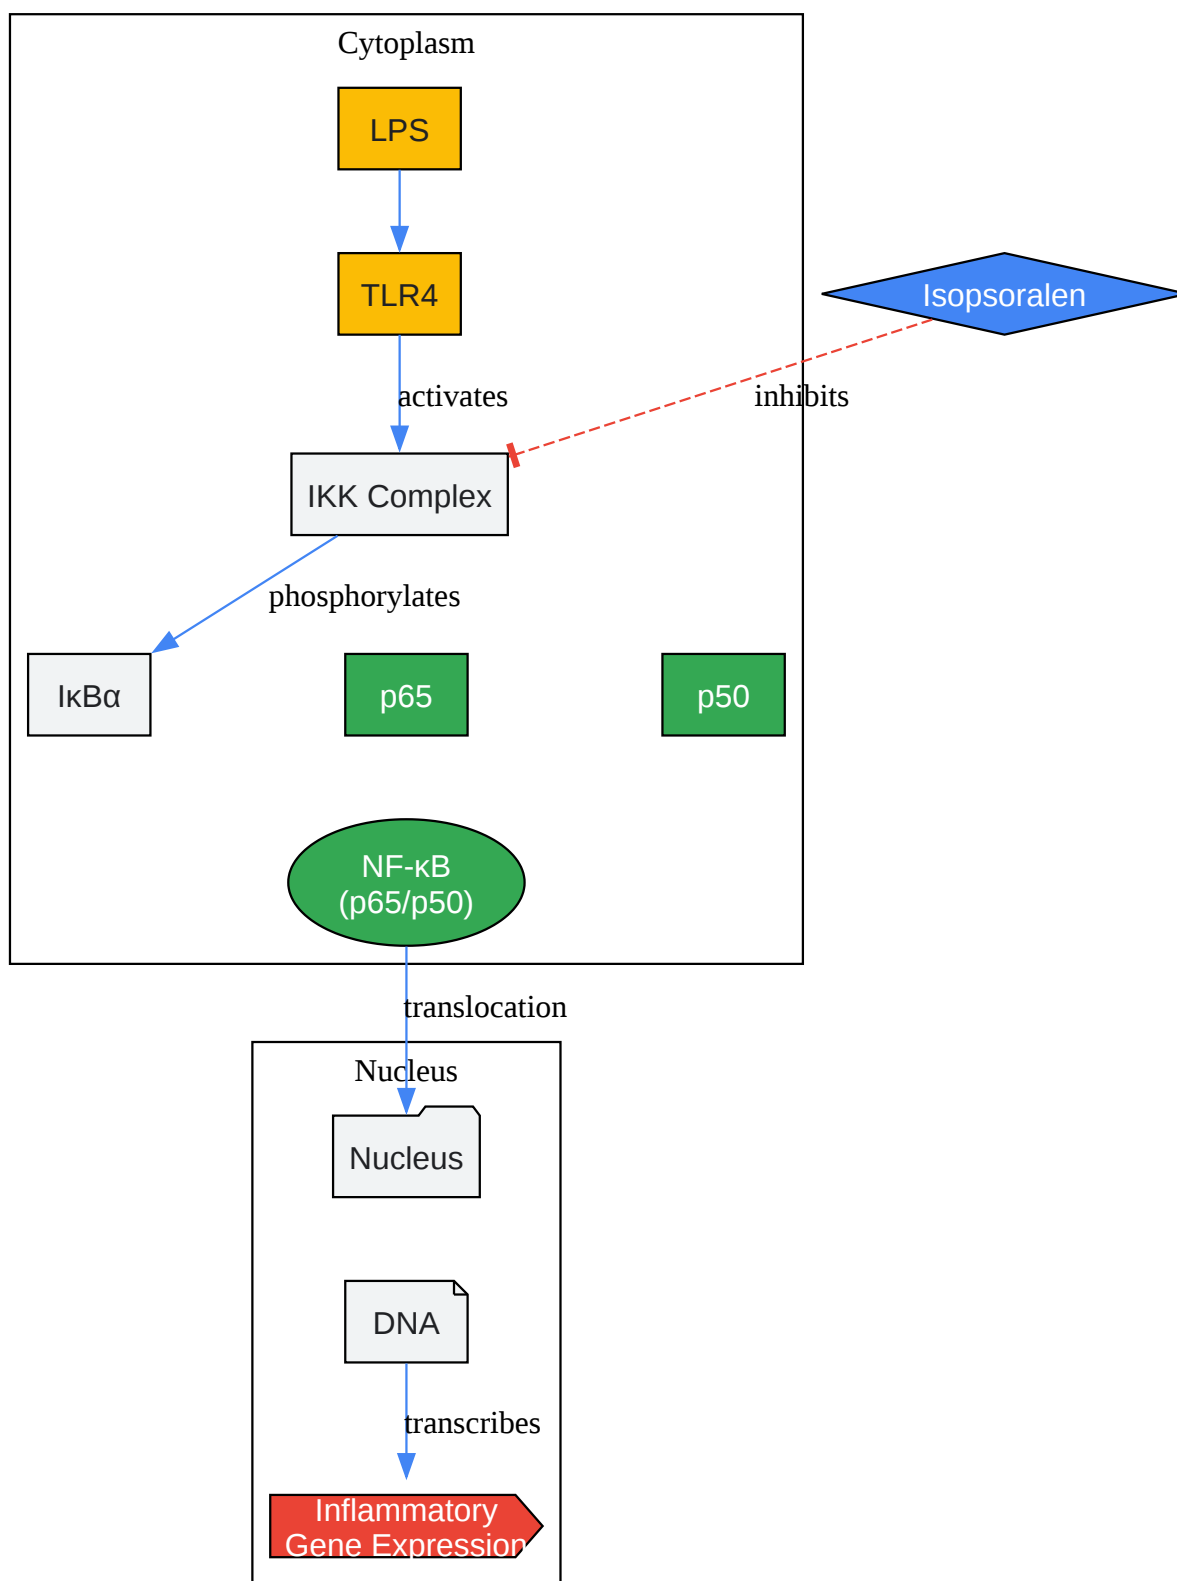 Cytoplasm
LPS
TLR4
Isopsoralen
activates
inhibits
IKK Complex
phosphorylates
IκBα
p65
p50
NF-κB
(p65/p50)
translocation
Nucleus
Nucleus
DNA
transcribes
Inflammatory
Gene Expression